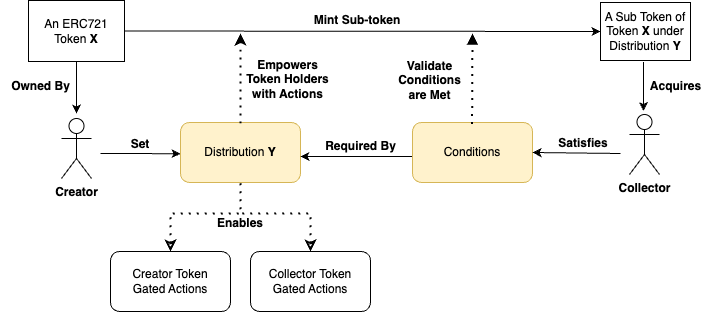 An ERC721
Token X
Mint Sub-token
A Sub Token of
Token X under
Distribution Y
Empowers
Token Holders
with Actions
Validate
Conditions
are Met
Owned By
Acquires
Creator
Set
Distribution Y
Required By
Conditions
Satisfies
Collector
Enables
Creator Token
Gated Actions
Collector Token
Gated Actions